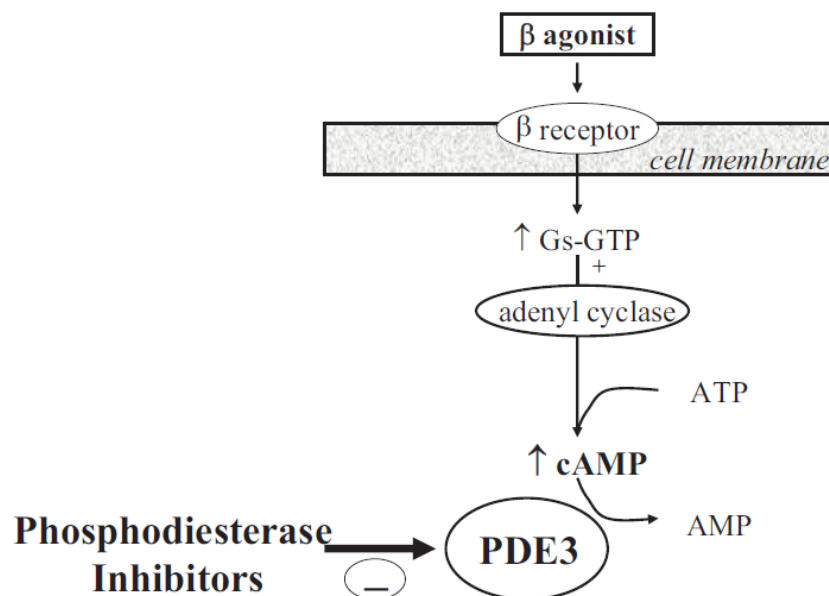 β agonist
β receptor
cell membrane
↑ Gs-GTP
+
adenyl cyclase
ATP
↑ cAMP
AMP
Phosphodiesterase
Inhibitors
−
PDE3